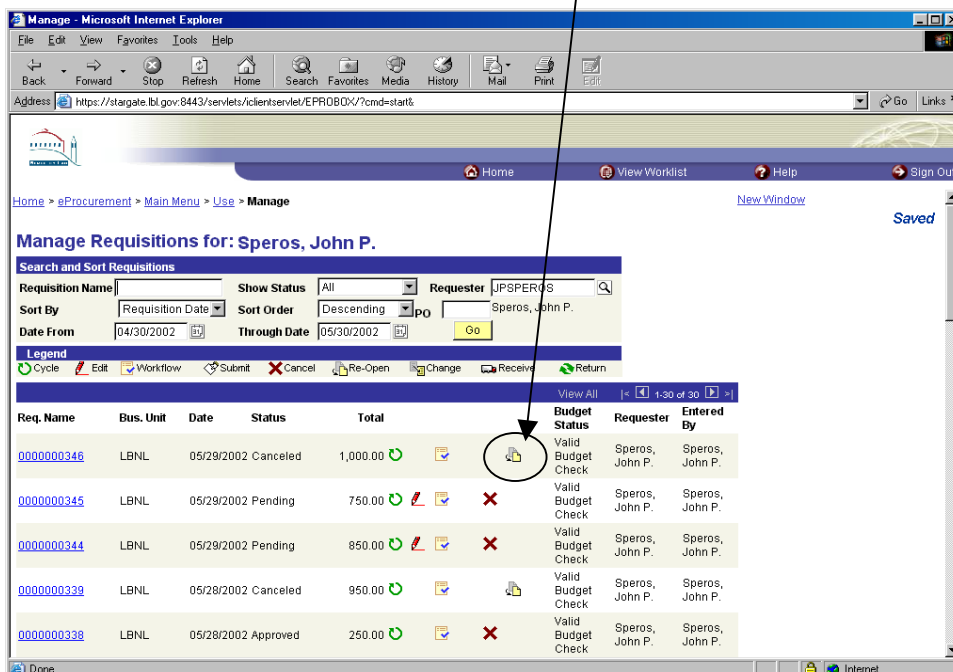 Manage - Microsoft Internet Explorer
File Edit View Favorites Tools Help
Back Forward Stop Refresh Home Search Favorites Media History Mail Print Edit
Address https://stargate.lbl.gov:8443/servlets/iclientservlet/EPROBOX/?cmd=start& Go Links
Home View Worklist Help Sign Out
Home > eProcurement > Main Menu > Use > Manage New Window
Saved
Manage Requisitions for: Speros, John P.
Search and Sort Requisitions
Requisition Name Show Status All Requester JPSPEROS
Sort By Requisition Date Sort Order Descending PO Speros, John P.
Date From 04/30/2002 Through Date 05/30/2002 Go
Legend
Cycle Edit Workflow Submit Cancel Re-Open Change Receive Return
View All |< 1-30 of 30 >|
Req. Name Bus. Unit Date Status Total Budget Status Requester Entered By
0000000346 LBNL 05/29/2002 Canceled 1,000.00 Valid Budget Check Speros, John P. Speros, John P.
0000000345 LBNL 05/29/2002 Pending 750.00 Valid Budget Check Speros, John P. Speros, John P.
0000000344 LBNL 05/29/2002 Pending 850.00 Valid Budget Check Speros, John P. Speros, John P.
0000000339 LBNL 05/28/2002 Canceled 950.00 Valid Budget Check Speros, John P. Speros, John P.
0000000338 LBNL 05/28/2002 Approved 250.00 Valid Budget Check Speros, John P. Speros, John P.
Done Internet